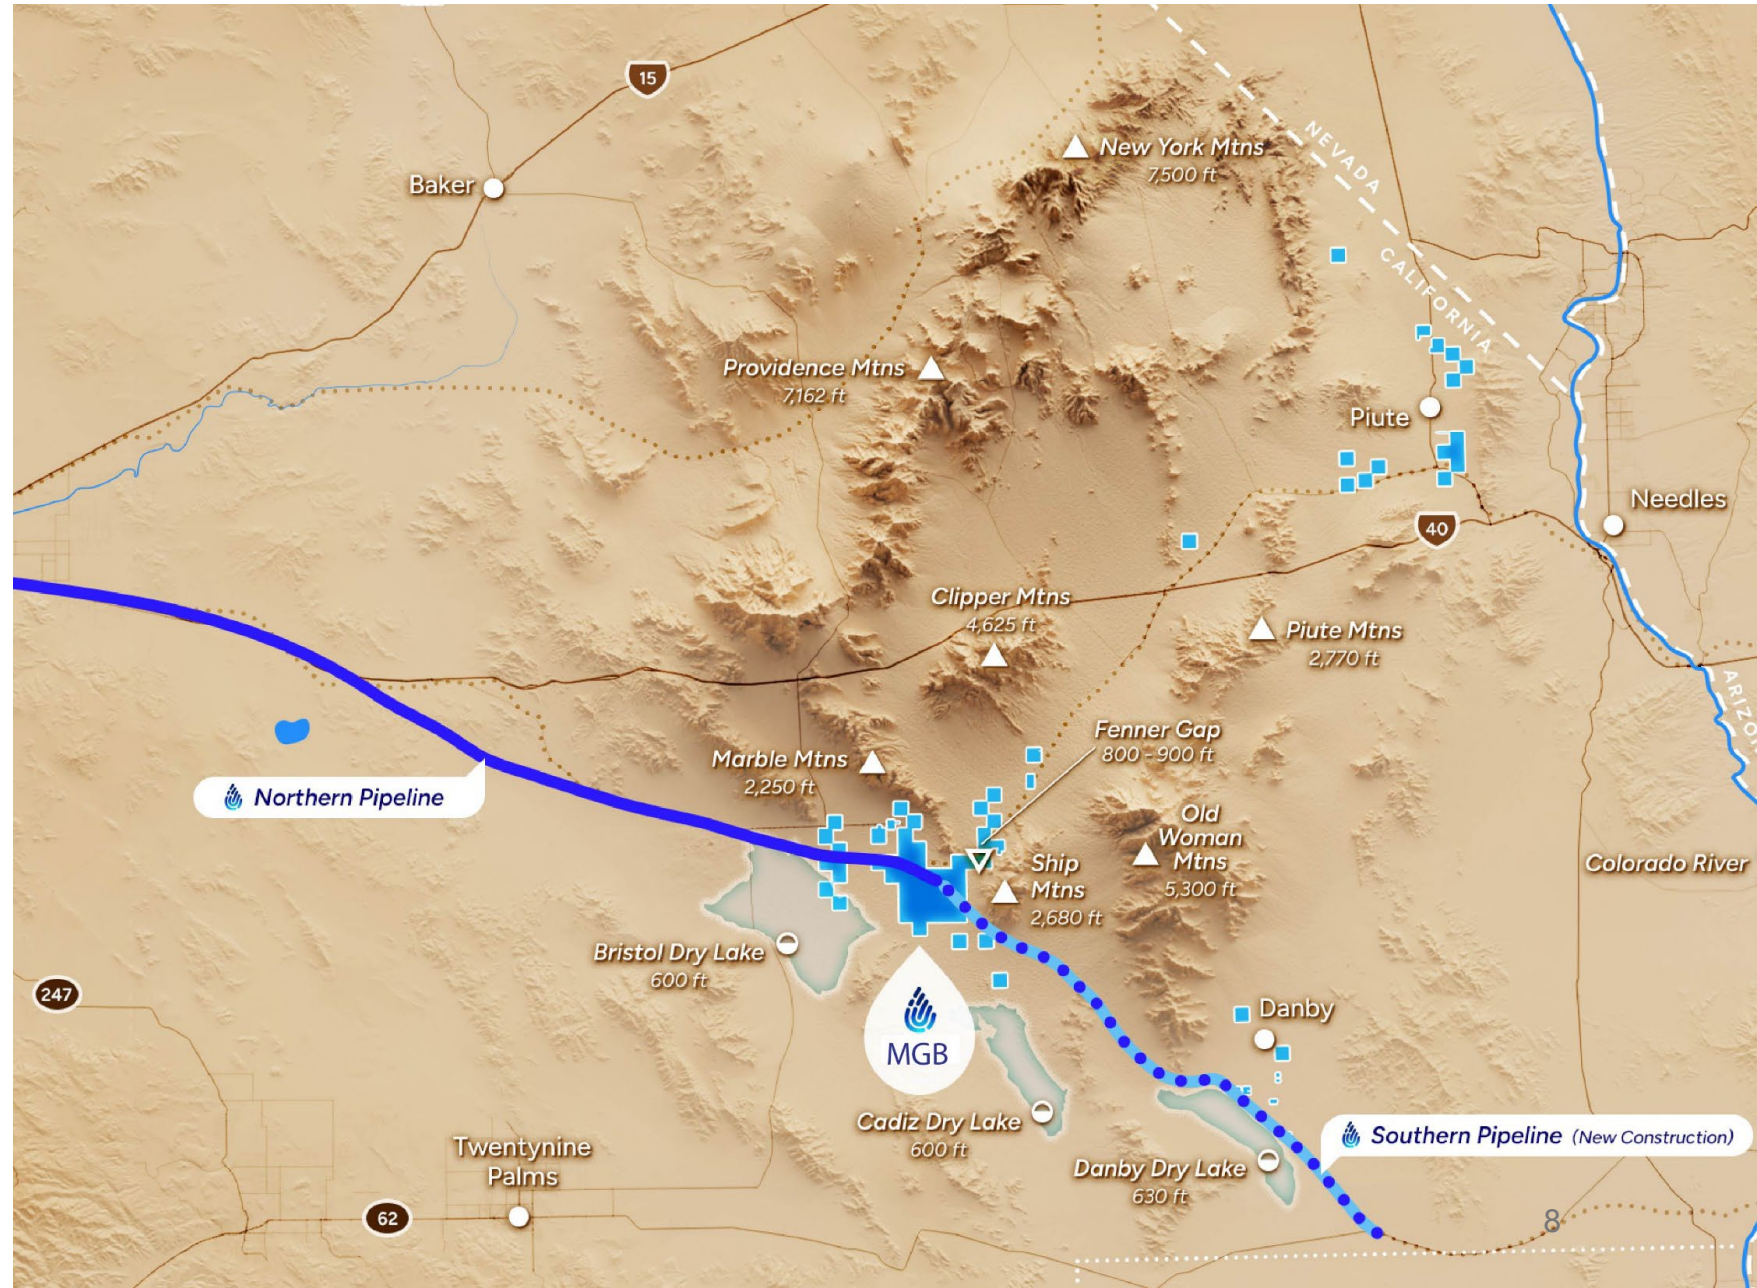 15
NEVADA
CALIFORNIA
New York Mtns
7,500 ft
Baker
Providence Mtns
7,162 ft
Piute
Needles
40
Clipper Mtns
4,625 ft
Piute Mtns
2,770 ft
ARIZO
Fenner Gap
800 - 900 ft
Marble Mtns
2,250 ft
Northern Pipeline
Old
Woman
Mtns
5,300 ft
Ship
Mtns
2,680 ft
Colorado River
Bristol Dry Lake
600 ft
247
MGB
Danby
Cadiz Dry Lake
600 ft
Southern Pipeline (New Construction)
Twentynine
Palms
Danby Dry Lake
630 ft
62
8